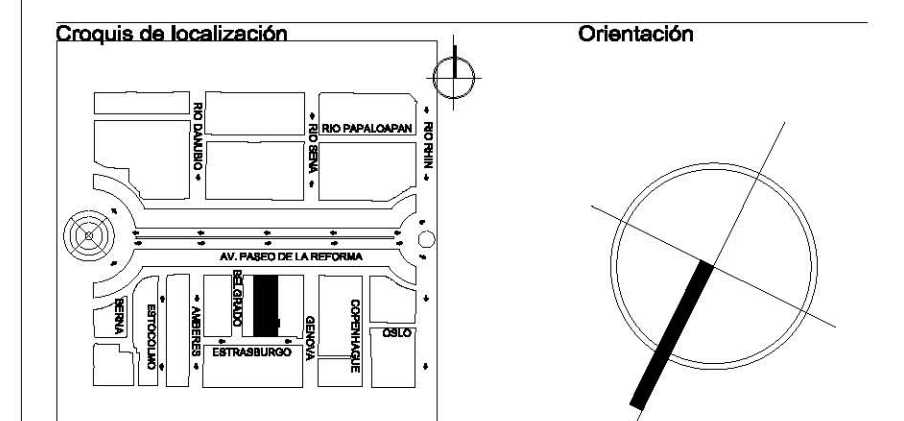 Croquis de localización
Orientación
RIO DANUBIO
RIO SENA
RIO PAPALOAPAN
RIO RHIN
AV. PASEO DE LA REFORMA
BERNA
ESTOCOLMO
AMBERES
BELGRADO
ESTRASBURGO
GENOVA
COPENHAGUE
OSLO